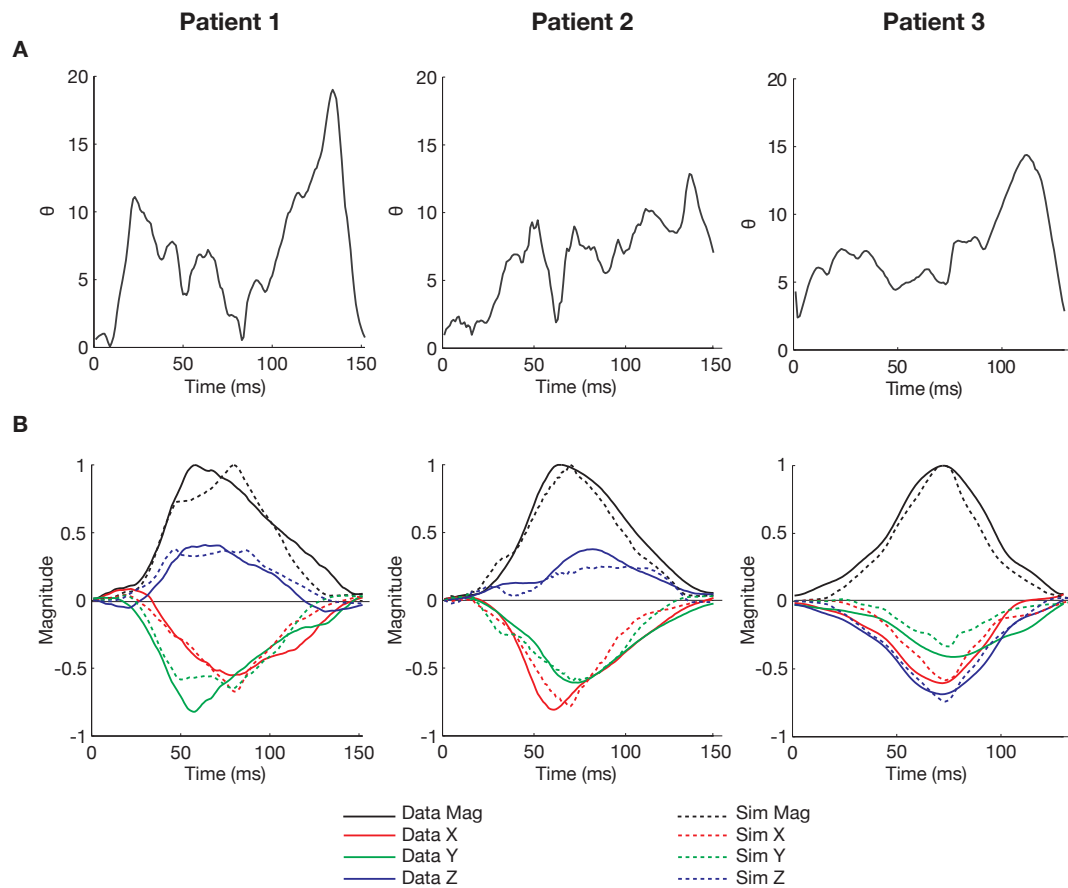 Patient 1 Patient 2 Patient 3
A
20 20 20
15 15 15
θ θ θ
10 10 10
5 5 5
0 0 0
0 50 100 150 0 50 100 150 0 50 100
Time (ms) Time (ms) Time (ms)
B
1 1 1
0.5 0.5 0.5
Magnitude Magnitude Magnitude
0 0 0
-0.5 -0.5 -0.5
-1 -1 -1
0 50 100 150 0 50 100 150 0 50 100
Time (ms) Time (ms) Time (ms)
Data Mag Sim Mag
Data X Sim X
Data Y Sim Y
Data Z Sim Z